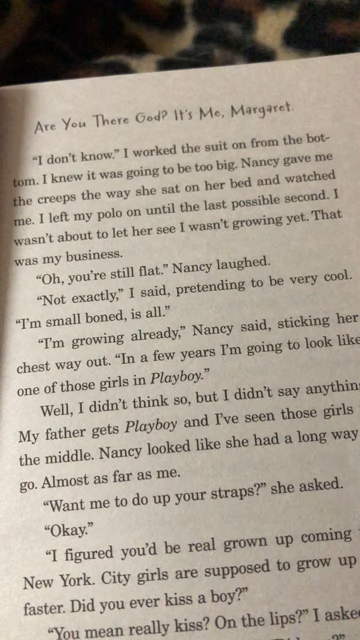 Are You There God? It's Me, Margaret.
"I don't know." I worked the suit on from the bot-
tom. I knew it was going to be too big. Nancy gave me
the creeps the way she sat on her bed and watched
me. I left my polo on until the last possible second. I
wasn't about to let her see I wasn't growing yet. That
was my business.
"Oh, you're still flat." Nancy laughed.
"Not exactly," I said, pretending to be very cool.
"I'm small boned, is all."
"I'm growing already," Nancy said, sticking her
chest way out. "In a few years I'm going to look like
one of those girls in Playboy."
Well, I didn't think so, but I didn't say anythin
My father gets Playboy and I've seen those girls
the middle. Nancy looked like she had a long way
go. Almost as far as me.
"Want me to do up your straps?" she asked.
"Okay."
"I figured you'd be real grown up coming
New York. City girls are supposed to grow up
faster. Did you ever kiss a boy?"
"You mean really kiss? On the lips?" I aske